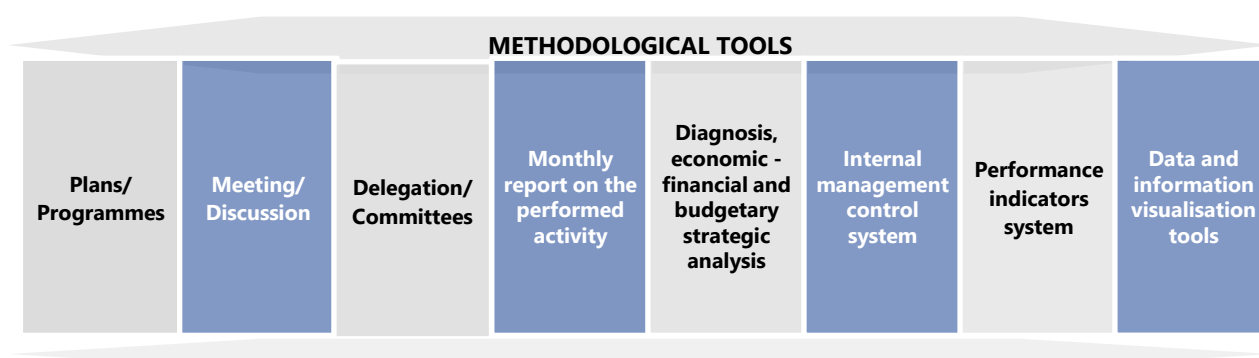 METHODOLOGICAL TOOLS
Plans/
Programmes
Meeting/
Discussion
Delegation/
Committees
Monthly
report on the
performed
activity
Diagnosis,
economic -
financial and
budgetary
strategic
analysis
Internal
management
control
system
Performance
indicators
system
Data and
information
visualisation
tools